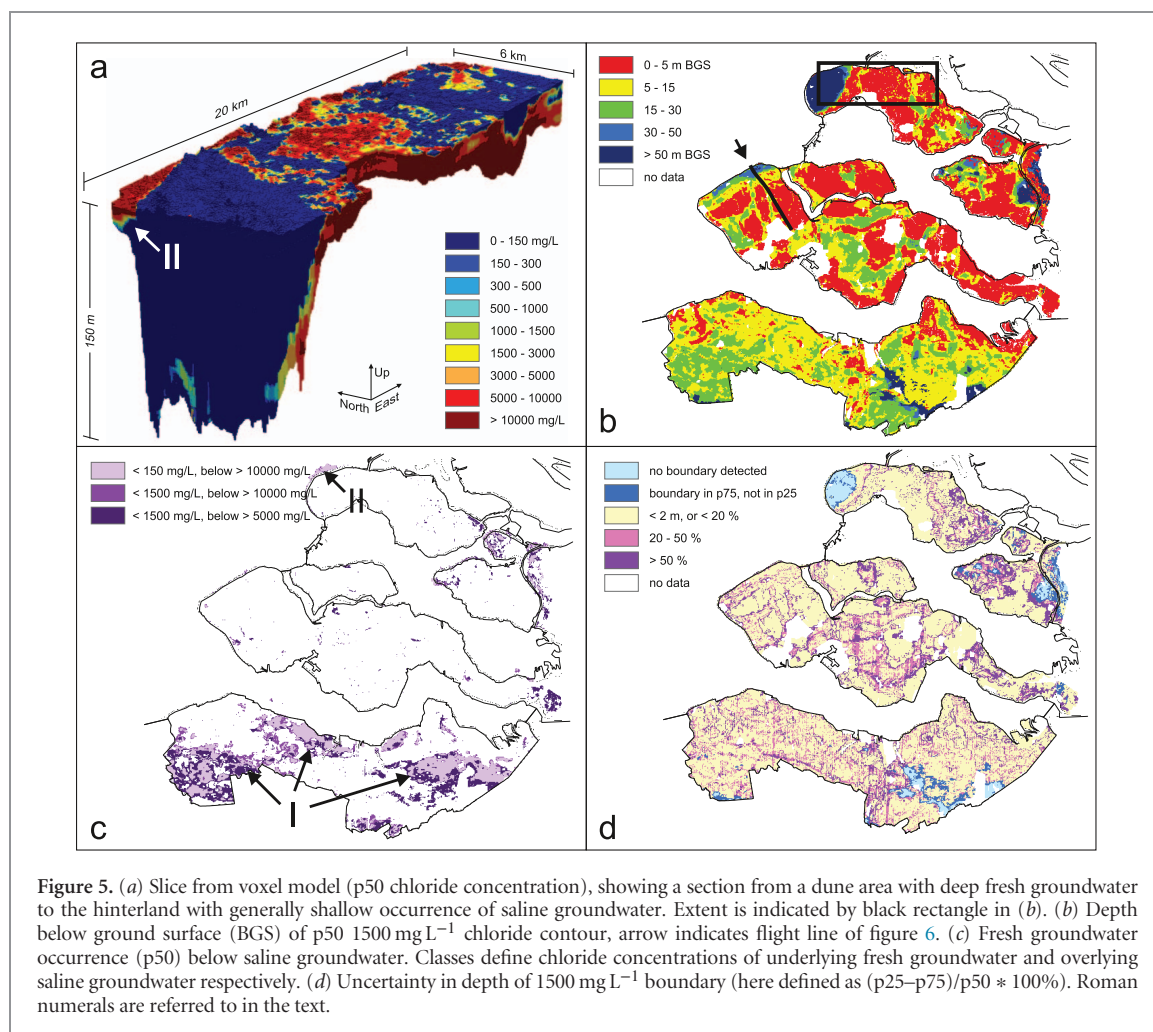 a
6 km
20 km
II
150 m
Up
North
East
0 - 150 mg/L
150 - 300
300 - 500
500 - 1000
1000 - 1500
1500 - 3000
3000 - 5000
5000 - 10000
> 10000 mg/L
0 - 5 m BGS
5 - 15
15 - 30
30 - 50
> 50 m BGS
no data
b
< 150 mg/L, below > 10000 mg/L
< 1500 mg/L, below > 10000 mg/L
< 1500 mg/L, below > 5000 mg/L
II
I
c
no boundary detected
boundary in p75, not in p25
< 2 m, or < 20 %
20 - 50 %
> 50 %
no data
d
Figure 5. (a) Slice from voxel model (p50 chloride concentration), showing a section from a dune area with deep fresh groundwater
to the hinterland with generally shallow occurrence of saline groundwater. Extent is indicated by black rectangle in (b). (b) Depth
below ground surface (BGS) of p50 1500 mg L⁻¹ chloride contour, arrow indicates flight line of figure 6. (c) Fresh groundwater
occurrence (p50) below saline groundwater. Classes define chloride concentrations of underlying fresh groundwater and overlying
saline groundwater respectively. (d) Uncertainty in depth of 1500 mg L⁻¹ boundary (here defined as (p25–p75)/p50 * 100%). Roman
numerals are referred to in the text.